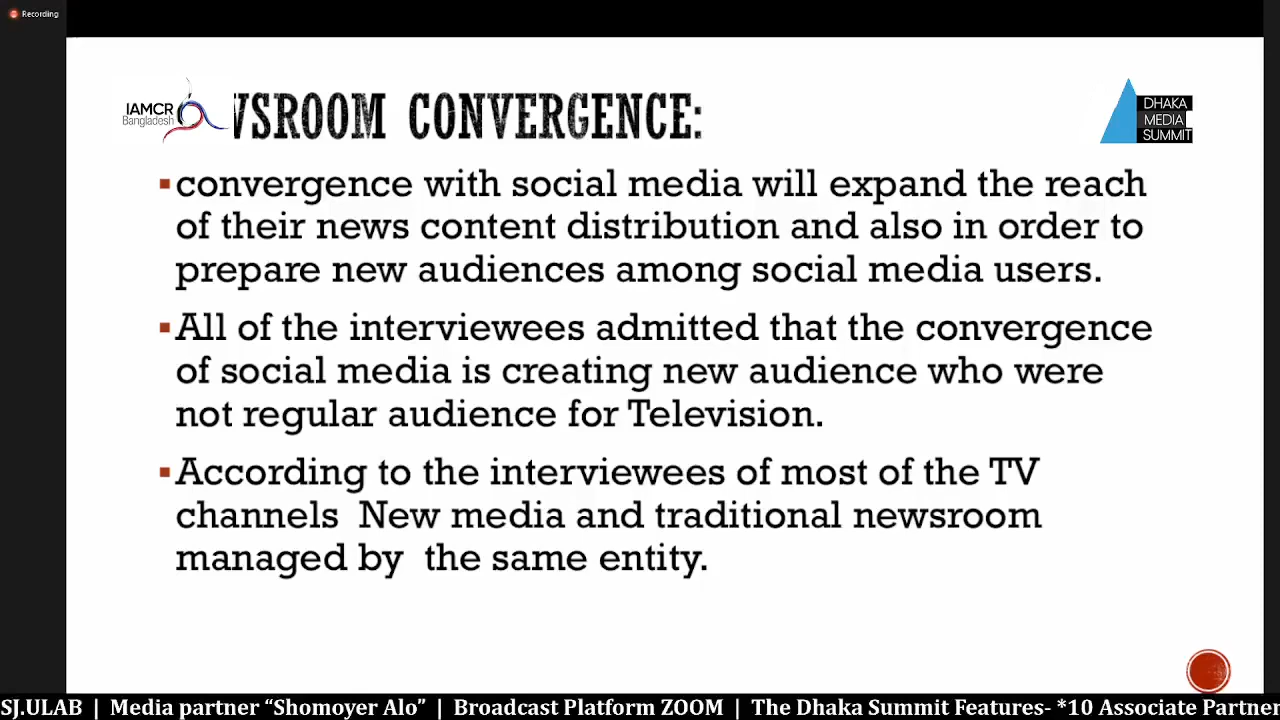 Recording
IAMCR
Bangladesh
WSROOM CONVERGENCE:
DHAKA
MEDIA
SUMMIT
▪convergence with social media will expand the reach
of their news content distribution and also in order to
prepare new audiences among social media users.
▪All of the interviewees admitted that the convergence
of social media is creating new audience who were
not regular audience for Television.
▪According to the interviewees of most of the TV
channels  New media and traditional newsroom
managed by  the same entity.
SJ.ULAB | Media partner “Shomoyer Alo” | Broadcast Platform ZOOM | The Dhaka Summit Features- *10 Associate Partner